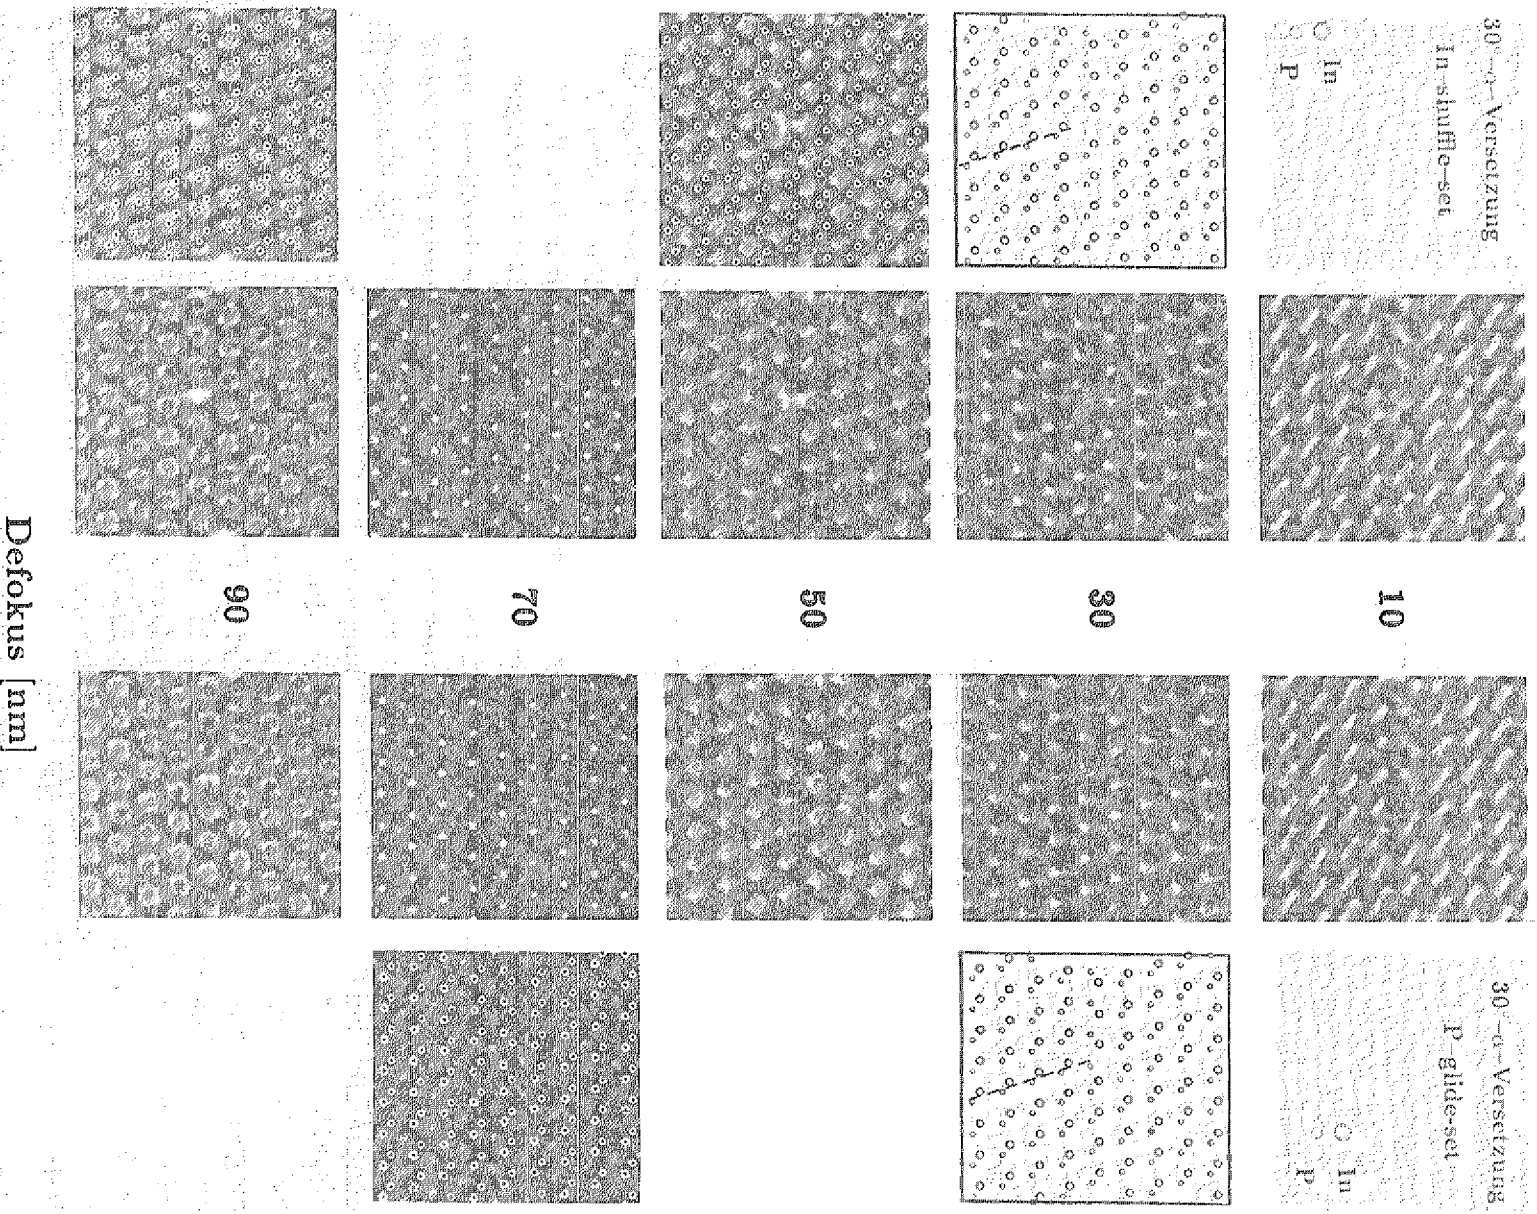 30°-α-Versetzung
In-shuffle-set
In
P
10
30
50
70
90
Defokus [nm]
30°-α-Versetzung
P-glide-set
In
P